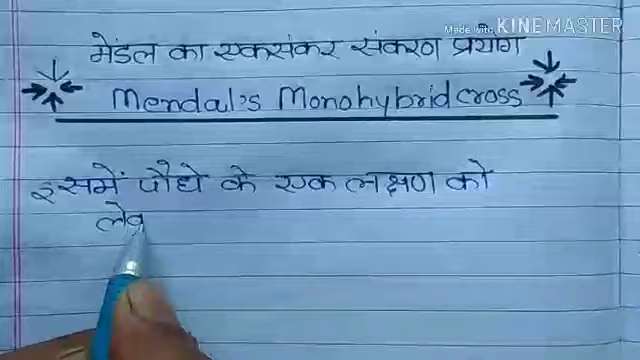 Made with KINEMASTER
मेंडल का एकसंकर संकरण प्रयोग
Mendal's Monohybrid cross
इसमें पौधे के एक लक्षण को
लेव